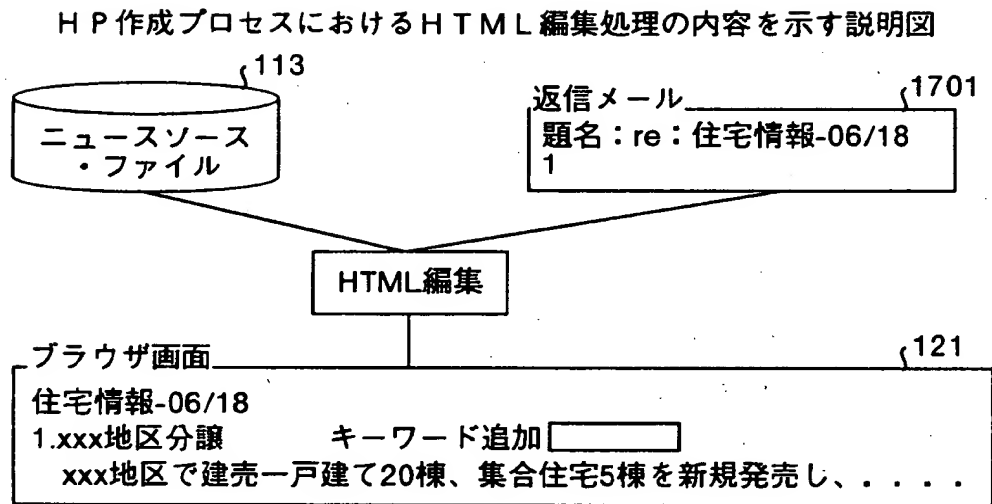 ＨＰ作成プロセスにおけるＨＴＭＬ編集処理の内容を示す説明図
113
ニュースソース
・ファイル
1701
返信メール
題名：re：住宅情報-06/18
1
HTML編集
121
ブラウザ画面
住宅情報-06/18
1.xxx地区分譲 キーワード追加
xxx地区で建売一戸建て20棟、集合住宅5棟を新規発売し、．．．．